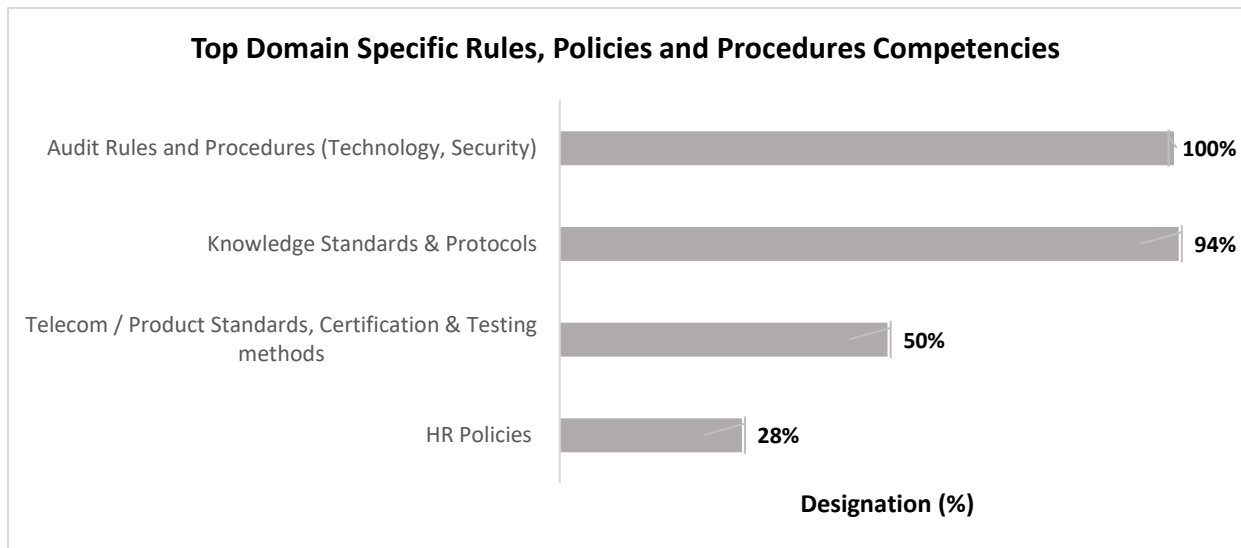 Top Domain Specific Rules, Policies and Procedures Competencies
Audit Rules and Procedures (Technology, Security)
100%
Knowledge Standards & Protocols
94%
Telecom / Product Standards, Certification & Testing
methods
50%
HR Policies
28%
Designation (%)